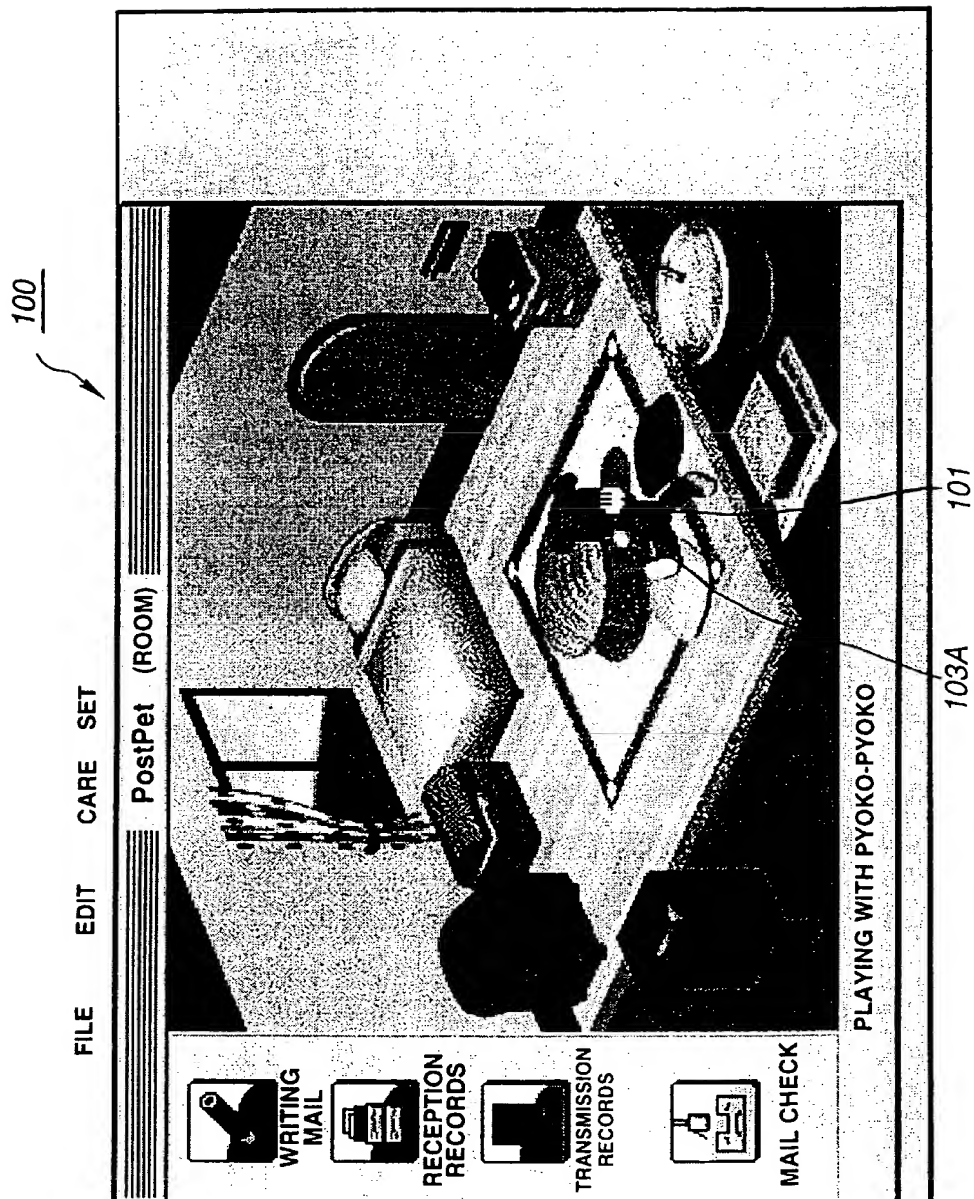 100
FILE EDIT CARE SET
PostPet (ROOM)
WRITING
MAIL
RECEPTION
RECORDS
TRANSMISSION
RECORDS
MAIL CHECK
PLAYING WITH PYOKO-PYOKO
101
103A